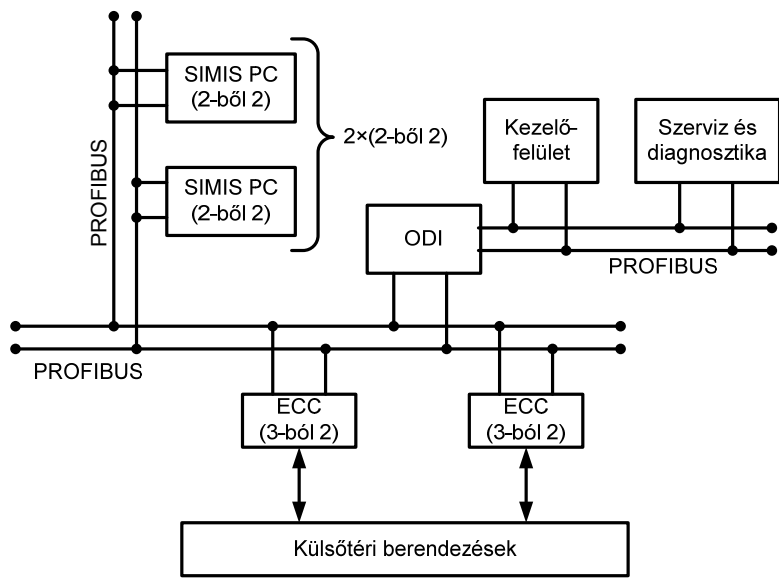 SIMIS PC
(2-ből 2)
2×(2-ből 2)
SIMIS PC
(2-ből 2)
PROFIBUS
Kezelő-
felület
Szerviz és
diagnosztika
ODI
PROFIBUS
PROFIBUS
ECC
(3-ból 2)
ECC
(3-ból 2)
Külsőtéri berendezések